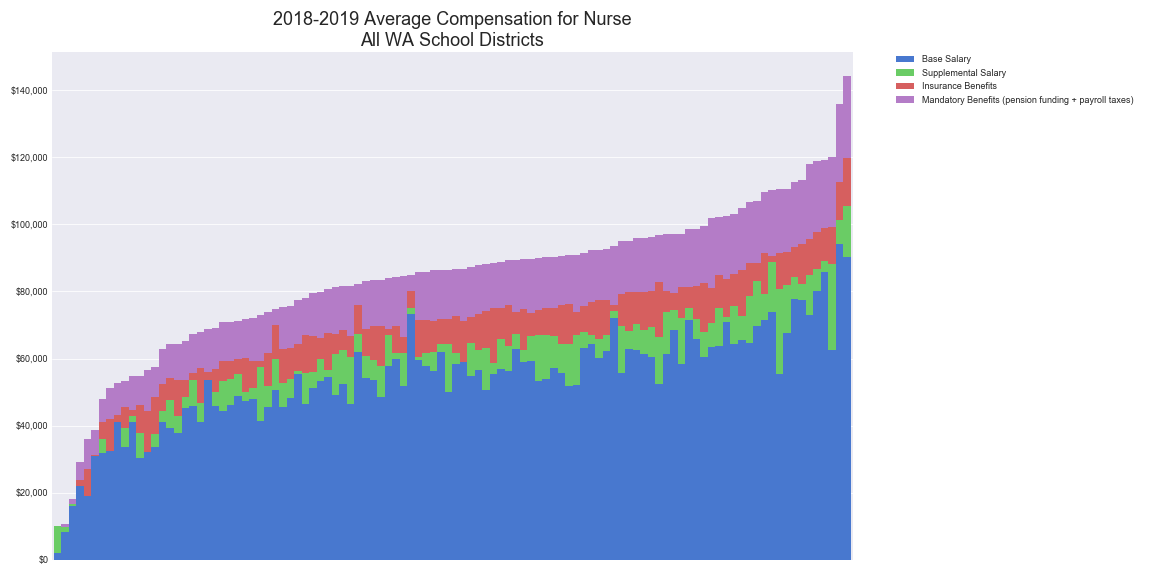 2018-2019 Average Compensation for Nurse
All WA School Districts
Base Salary
Supplemental Salary
Insurance Benefits
Mandatory Benefits (pension funding + payroll taxes)
$140,000
$120,000
$100,000
$80,000
$60,000
$40,000
$20,000
$0